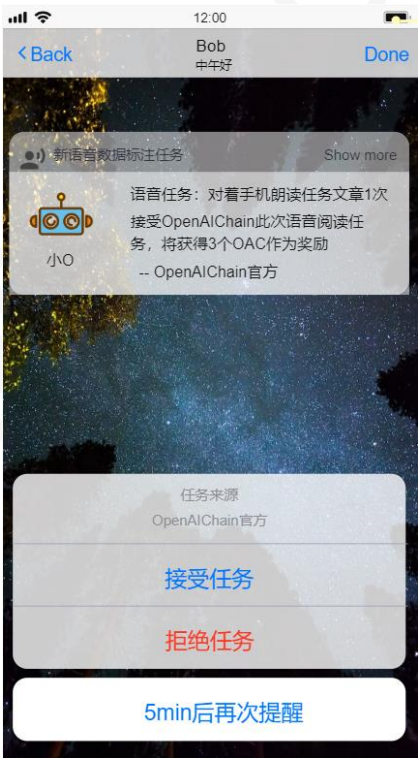 12:00
Back
Bob
中午好
Done
新语音数据标注任务
Show more
语音任务：对着手机朗读任务文章1次
接受OpenAIChain此次语音阅读任
务，将获得3个OAC作为奖励
-- OpenAIChain官方
小O
任务来源
OpenAIChain官方
接受任务
拒绝任务
5min后再次提醒